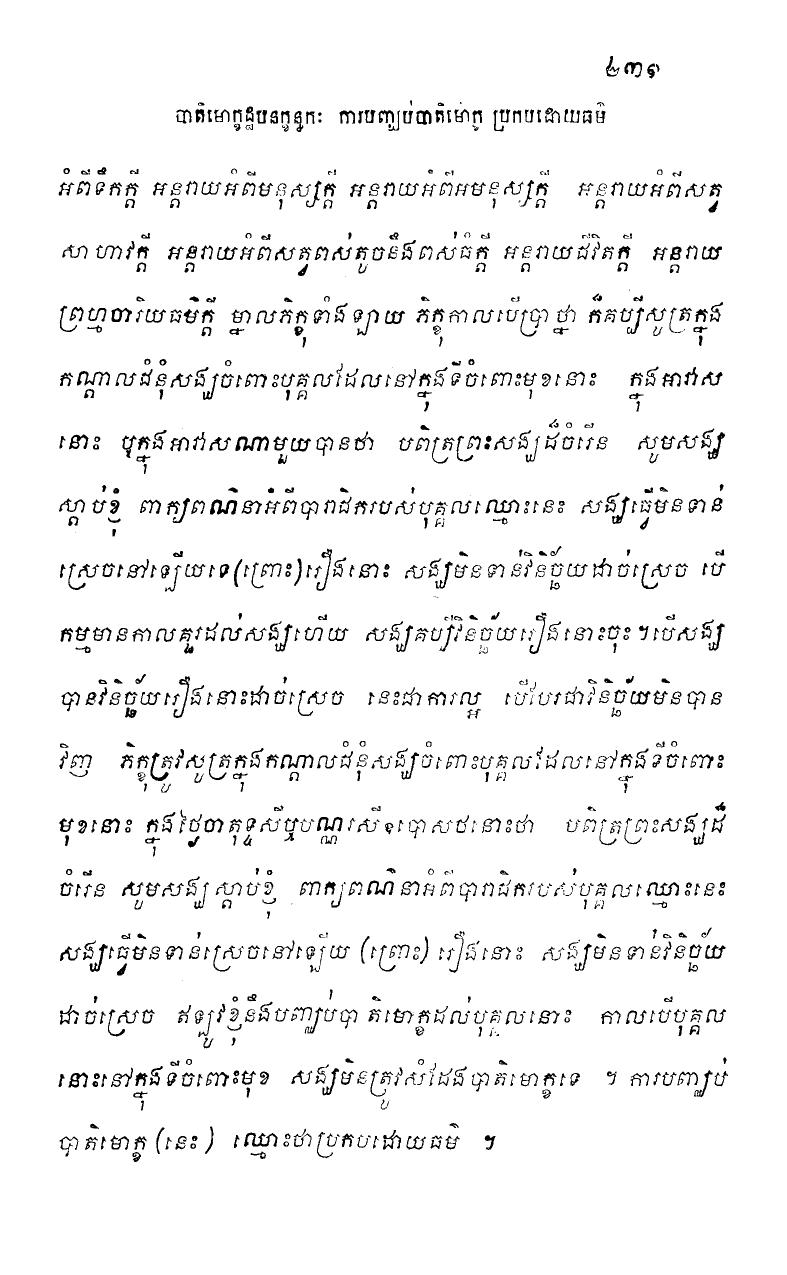 ២៣១
បាតិមោក្ខដ្ឋបនក្ខន្ធកៈ ការបញ្ឈប់បាតិមោក្ខ ប្រកបដោយធម៌
អំពីទឹកក្តី អន្តរាយអំពីមនុស្សក្តី អន្តរាយអំពីអមនុស្សក្តី អន្តរាយអំពីសត្វ
សាហាវក្តី អន្តរាយអំពីសត្វពស់តូចនឹងពស់ធំក្តី អន្តរាយជីវិតក្តី អន្តរាយ
ព្រហ្មចារិយធម៌ក្តី ម្នាលភិក្ខុទាំងឡាយ ភិក្ខុកាលបើប្រាថ្នា ក៏គប្បីសូត្រក្នុង
កណ្តាលជំនុំសង្ឃចំពោះបុគ្គលដែលនៅក្នុងទីចំពោះមុខនោះ ក្នុងអាវាស
នោះ ឬក្នុងអាវាសណាមួយបានថា បពិត្រព្រះសង្ឃដ៏ចំរើន សូមសង្ឃ
ស្តាប់ខ្ញុំ ពាក្យពណ៌នាអំពីបារាជិករបស់បុគ្គលឈ្មោះនេះ សង្ឃធ្វើមិនទាន់
ស្រេចនៅឡើយទេ(ព្រោះ)រឿងនោះ សង្ឃមិនទាន់វិនិច្ឆ័យដាច់ស្រេច បើ
កម្មមានកាលគួរដល់សង្ឃហើយ សង្ឃគប្បីវិនិច្ឆ័យរឿងនោះចុះ ។ បើសង្ឃ
បានវិនិច្ឆ័យរឿងនោះដាច់ស្រេច នេះជាការល្អ បើបែរជាវិនិច្ឆ័យមិនបាន
វិញ ភិក្ខុត្រូវសូត្រក្នុងកណ្តាលជំនុំសង្ឃចំពោះបុគ្គលដែលនៅក្នុងទីចំពោះ
មុខនោះ ក្នុងថ្ងៃចាតុទ្ទសីឬបណ្ណរសីឧបោសថនោះថា បពិត្រព្រះសង្ឃដ៏
ចំរើន សូមសង្ឃស្តាប់ខ្ញុំ ពាក្យពណ៌នាអំពីបារាជិករបស់បុគ្គលឈ្មោះនេះ
សង្ឃធ្វើមិនទាន់ស្រេចនៅឡើយ (ព្រោះ) រឿងនោះ សង្ឃមិនទាន់វិនិច្ឆ័យ
ដាច់ស្រេច ឥឡូវខ្ញុំនឹងបញ្ឈប់បាតិមោក្ខដល់បុគ្គលនោះ កាលបើបុគ្គល
នោះនៅក្នុងទីចំពោះមុខ សង្ឃមិនត្រូវសំដែងបាតិមោក្ខទេ ។ ការបញ្ឈប់
បាតិមោក្ខ (នេះ) ឈ្មោះថាប្រកបដោយធម៌ ។